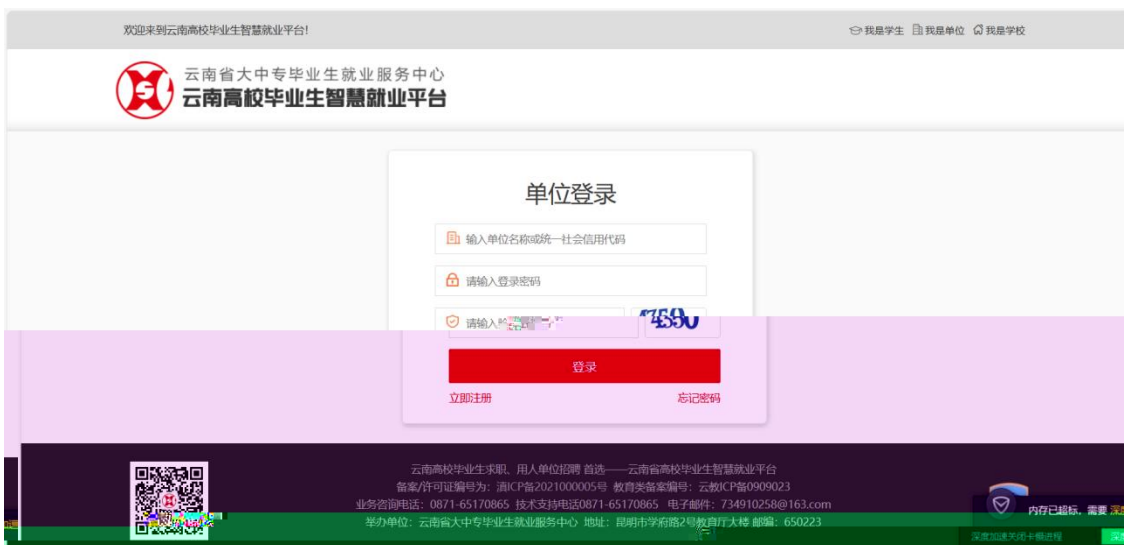 欢迎来到云南高校毕业生智慧就业平台!
我是学生 我是单位 我是学校
云南省大中专毕业生就业服务中心
云南高校毕业生智慧就业平台
单位登录
输入单位名称或统一社会信用代码
请输入登录密码
请输入
登录
立即注册 忘记密码
云南高校毕业生求职、用人单位招聘 首选——云南省高校毕业生智慧就业平台
备案/许可证编号为:滇ICP备2021000005号 教育类备案编号:云教ICP备0909023
业务咨询电话:0871-65170865 技术支持电话0871-65170865 电子邮件:734910258@163.com
举办单位:云南省大中专毕业生就业服务中心 地址:昆明市学府路2号教育厅大楼 邮编:650223
内存已超标,需要
深度加速关闭卡慢进程